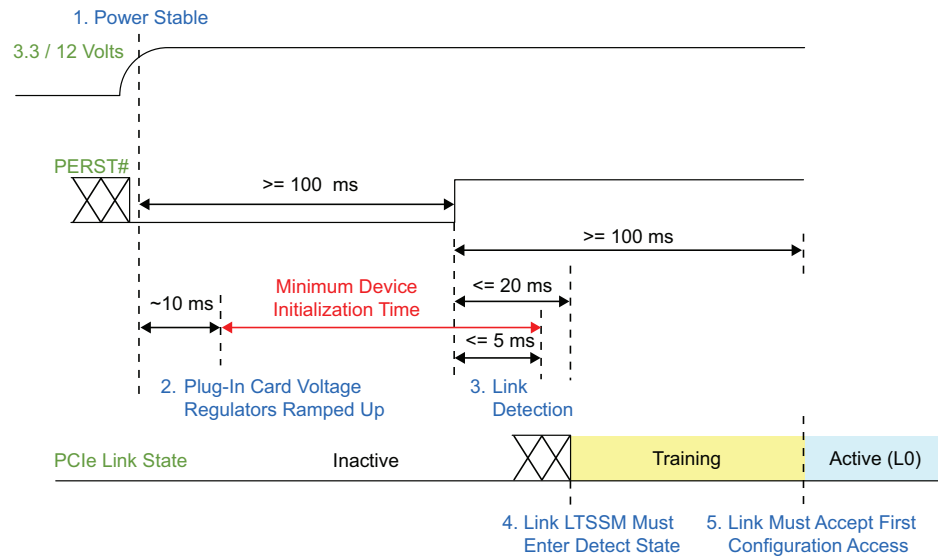 1. Power Stable
3.3 / 12 Volts
PERST#
>= 100 ms
>= 100 ms
Minimum Device
Initialization Time
<= 20 ms
~10 ms
<= 5 ms
2. Plug-In Card Voltage
Regulators Ramped Up
3. Link
Detection
PCIe Link State
Inactive
Training
Active (L0)
4. Link LTSSM Must
Enter Detect State
5. Link Must Accept First
Configuration Access